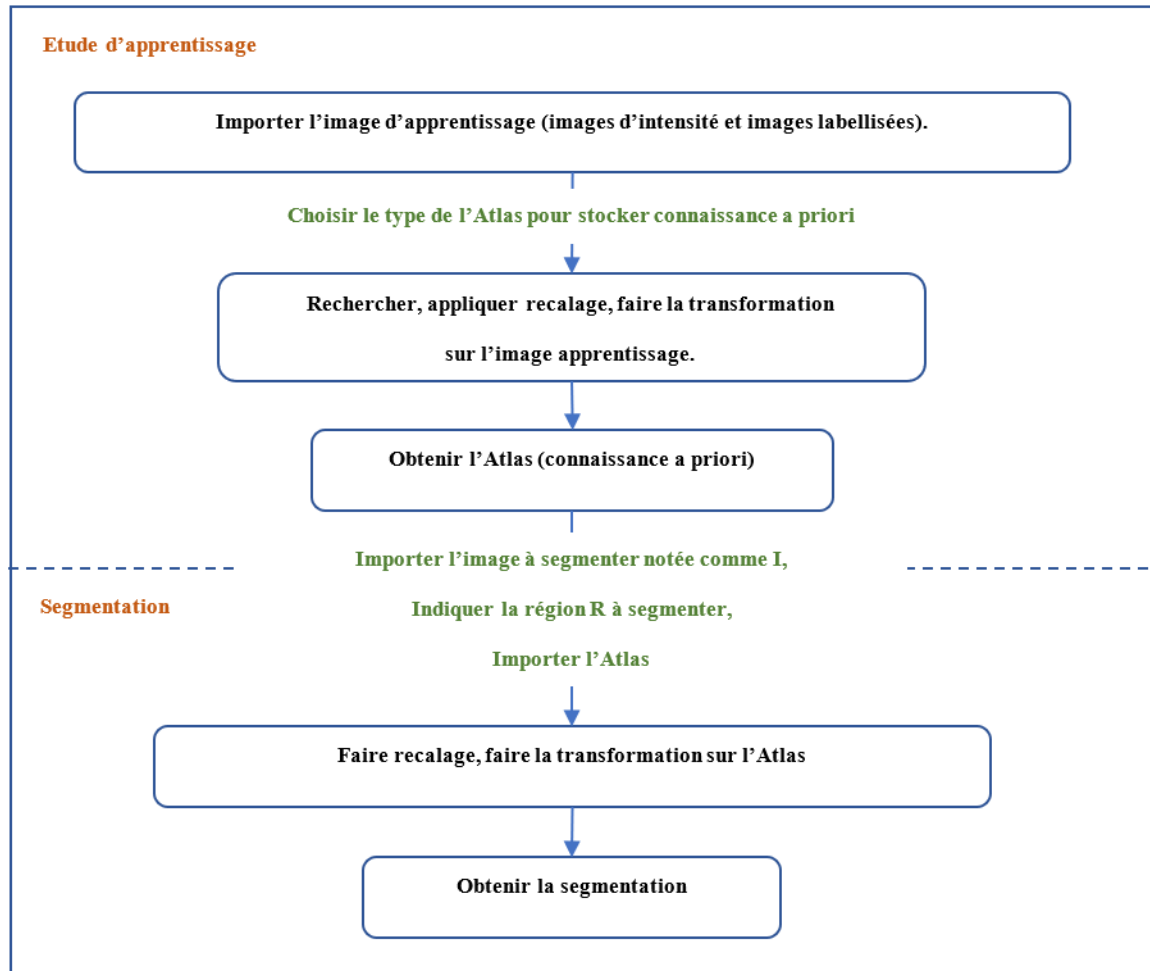 Etude d’apprentissage
Importer l’image d’apprentissage (images d’intensité et images labellisées).
Choisir le type de l’Atlas pour stocker connaissance a priori
Rechercher, appliquer recalage, faire la transformation
sur l’image apprentissage.
Obtenir l’Atlas (connaissance a priori)
Importer l’image à segmenter notée comme I,
Segmentation
Indiquer la région R à segmenter,
Importer l’Atlas
Faire recalage, faire la transformation sur l’Atlas
Obtenir la segmentation